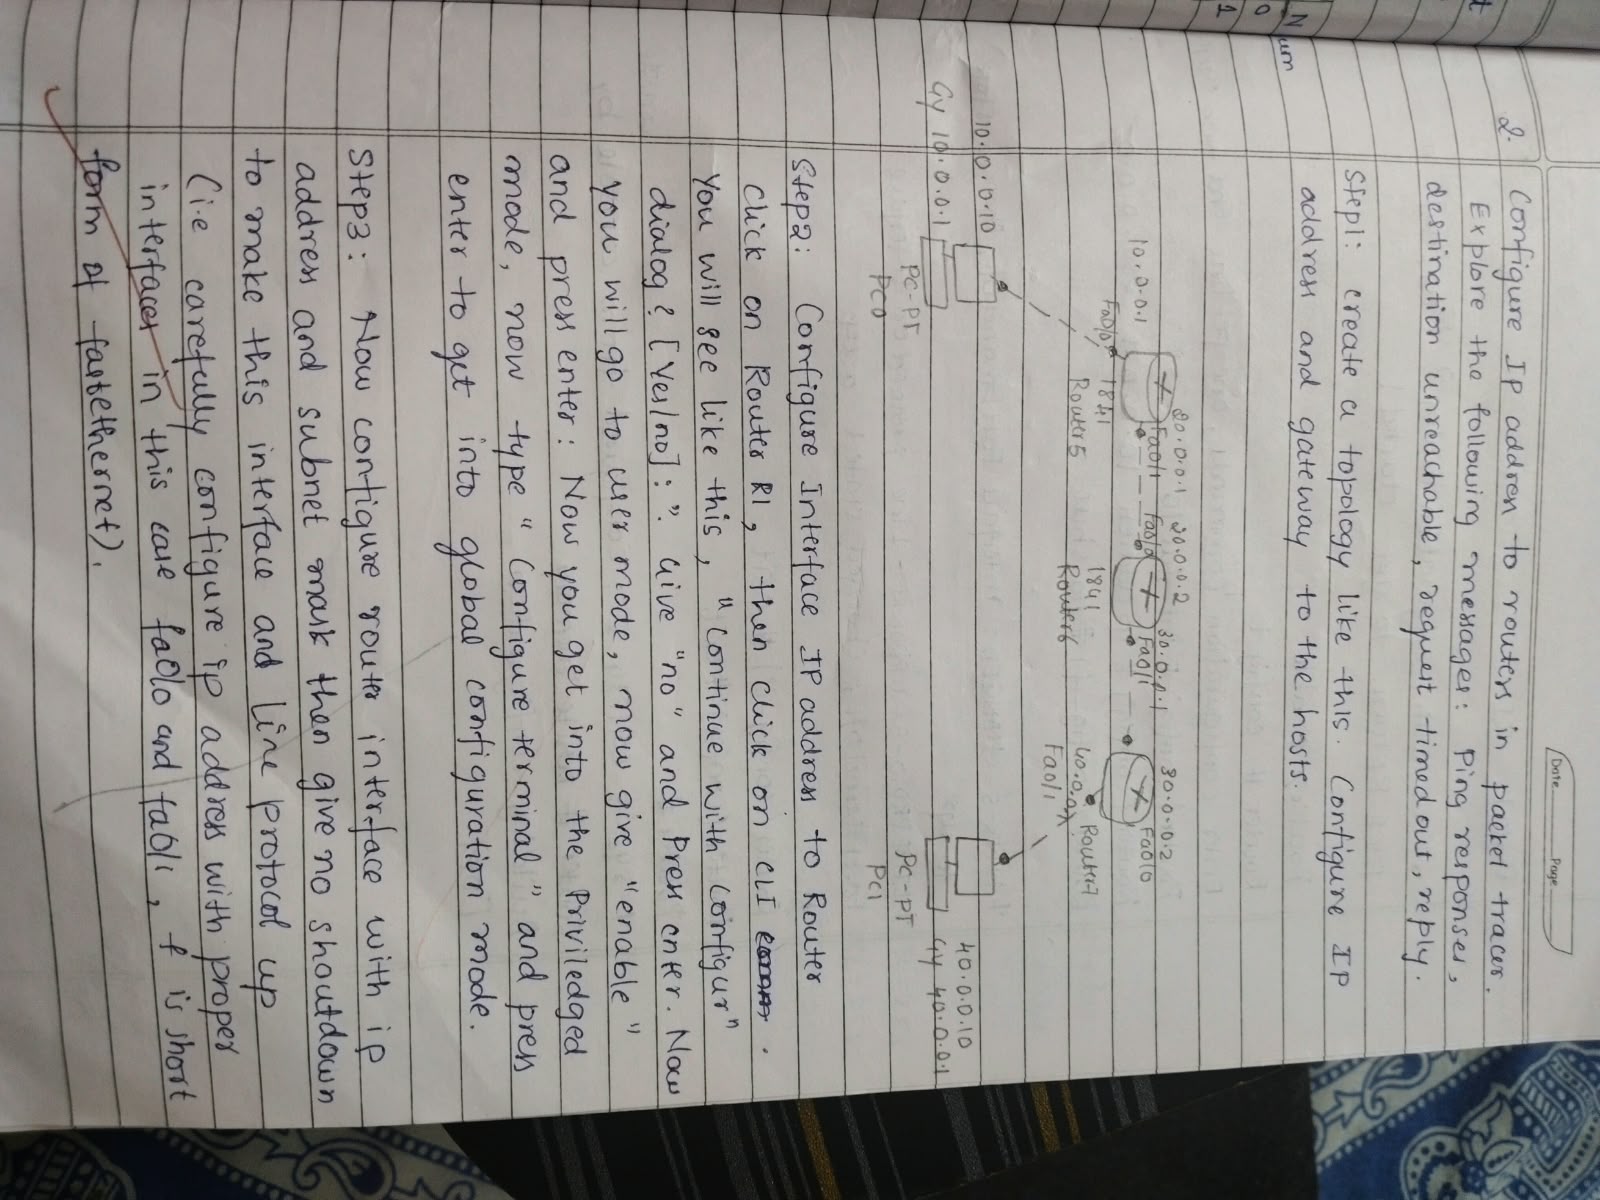 Date Page
2. Configure IP addres to routers in packet tracer.
Explore the following messages: Ping responses,
destination unreachable, request timed out, reply.
Step1: create a topology like this. Configure IP
address and gateway to the hosts.
N um
0
1
20.0.0.1 20.0.0.2
30.0.0.1 30.0.0.2
10.0.0.1 Fa0/1 Fa0/0 Fa0/1 Fa0/0
Fa0/0 1841 1841 Router7
Router5 Router6 40.0.0.1
Fa0/1
10.0.0.10 40.0.0.10
Gy 10.0.0.1 Gy 40.0.0.1
PC-PT PC-PT
PC0 PC1
Step2: Configure Interface IP address to Router
Click on Router R1, then click on CLI .
You will see like this, "Continue with Configurⁿ
dialog? [Yes/no]:". Give "no" and Press enter. Now
you will go to user mode, now give "enable"
and press enter: Now you get into the Priviledged
mode, now type "Configure terminal" and press
enter to get into global configuration mode.
Step3: Now configure router interface with ip
address and subnet mask then give no shoutdown
to make this interface and Line protocol up
(i.e carefully configure ip address with proper
interfaces in this case fa0/0 and fa0/1, f is short
form of fastethernet).